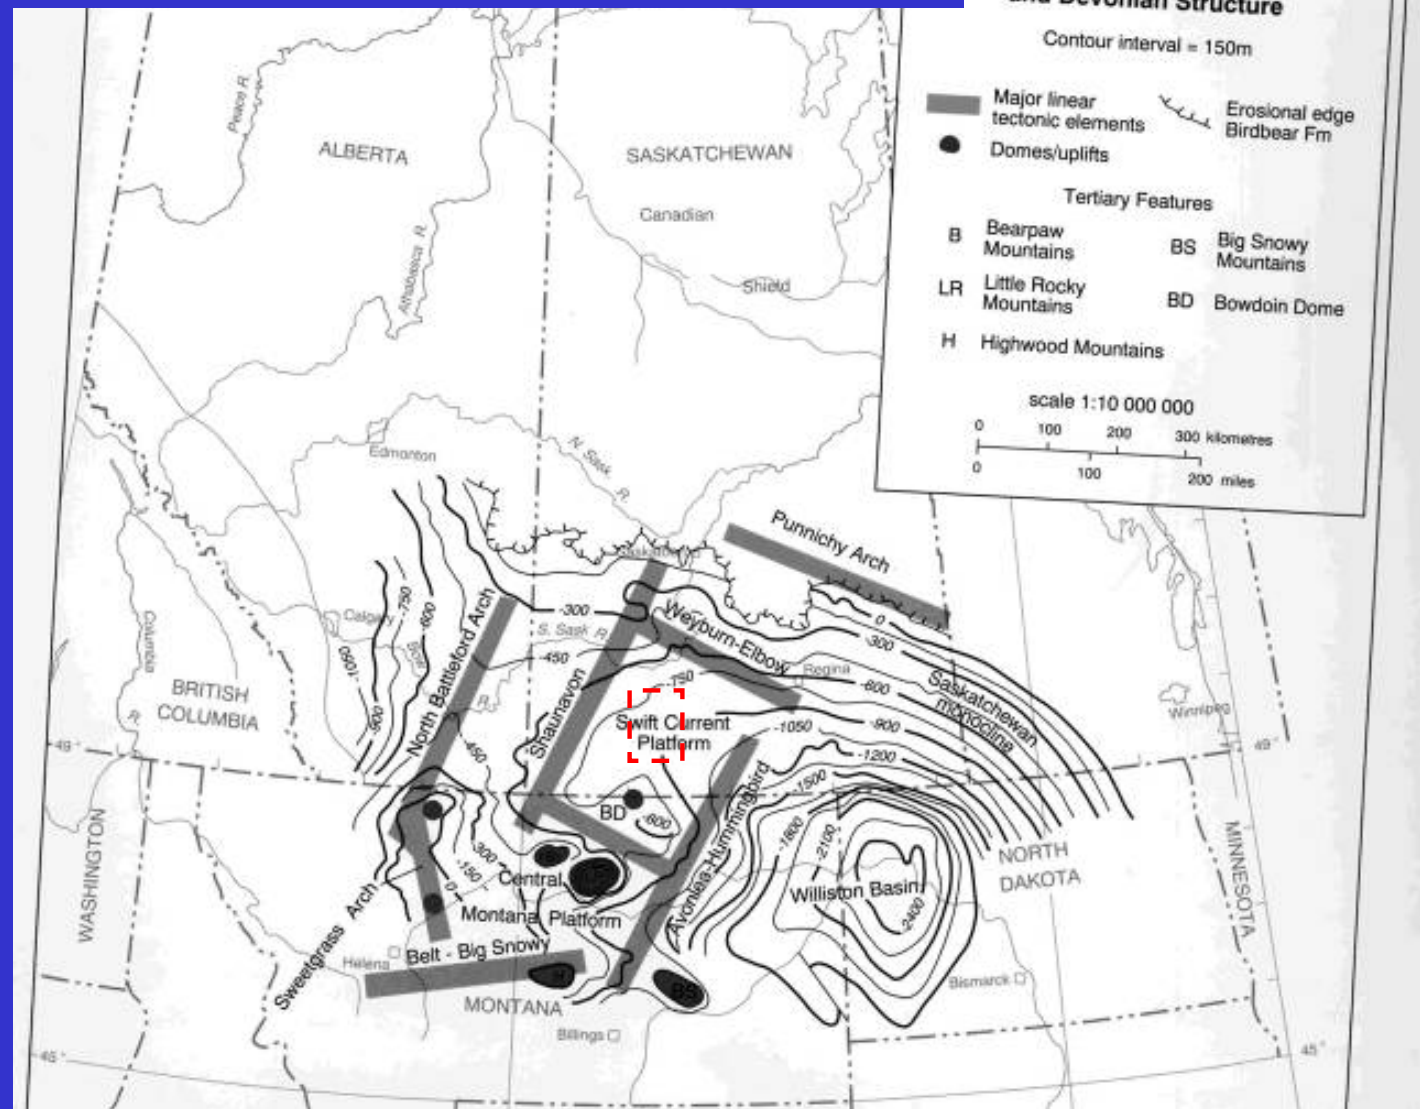 and Devonian Structure
Contour interval = 150m
Major linear
tectonic elements
Erosional edge
Birdbear Fm
Domes/uplifts
Tertiary Features
B
Bearpaw
Mountains
BS
Big Snowy
Mountains
LR
Little Rocky
Mountains
BD
Bowdoin Dome
H
Highwood Mountains
scale 1:10 000 000
0
100
200
300 kilometres
0
100
200 miles
Peace R.
ALBERTA
SASKATCHEWAN
Canadian
Shield
Athabasca R.
Edmonton
N. Sask R.
Punnichy Arch
Saskatoon
Calgary
Bow
R.
Columbia
R.
BRITISH
COLUMBIA
North Battleford Arch
S. Sask R.
Shaunavon
Weyburn-Elbow
Regina
Saskatchewan
monocline
Winnipeg
Swift Current
Platform
-750
-600
1050
-900
-300
-450
-750
0
-300
-600
-900
-1050
-1200
-1500
-1800
-2100
-2400
450
49°
49°
BD
-600
-300
-150
0
Avonlea-Hummingbird
Williston Basin
NORTH
DAKOTA
MINNESOTA
WASHINGTON
Central
Montana Platform
Sweetgrass Arch
Belt - Big Snowy
Helena
H
BS
MONTANA
Billings
Bismarck
45°
45°